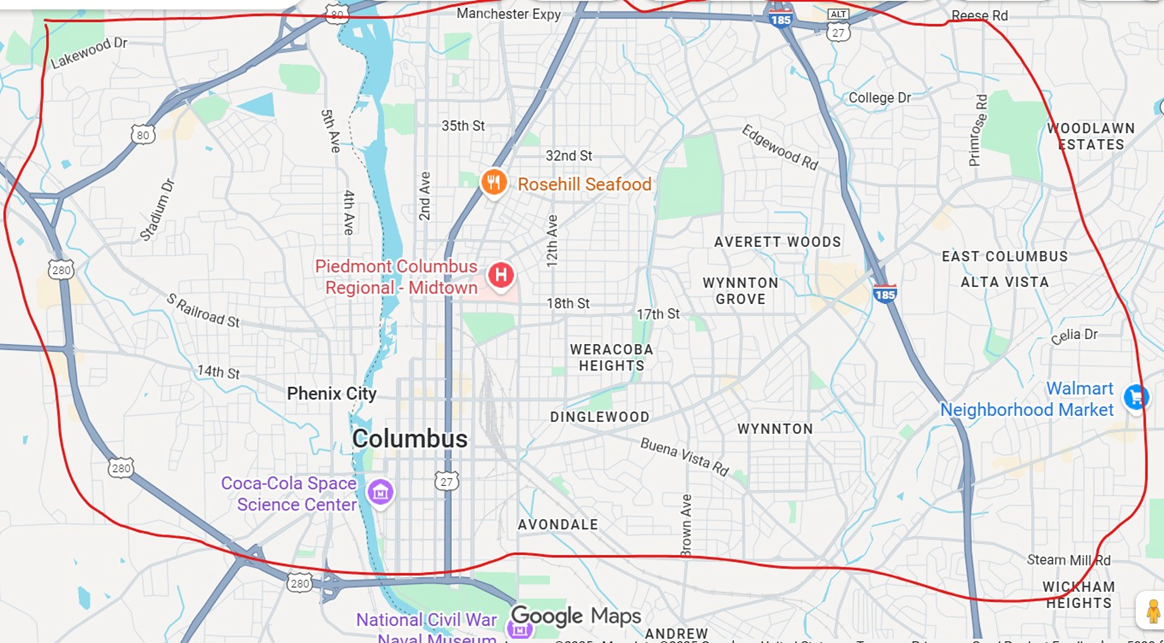 80
Manchester Expy
185
ALT
27
Reese Rd
Lakewood Dr
College Dr
5th Ave
35th St
80
Primrose Rd
WOODLAWN
ESTATES
Edgewood Rd
32nd St
Rosehill Seafood
4th Ave
2nd Ave
Stadium Dr
12th Ave
AVERETT WOODS
EAST COLUMBUS
280
Piedmont Columbus
Regional - Midtown
H
WYNNTON
GROVE
ALTA VISTA
185
S Railroad St
18th St
17th St
Celia Dr
WERACOBA
HEIGHTS
14th St
Phenix City
Walmart
Neighborhood Market
DINGLEWOOD
WYNNTON
Columbus
Buena Vista Rd
280
27
Coca-Cola Space
Science Center
AVONDALE
Brown Ave
Steam Mill Rd
280
WICKHAM
HEIGHTS
National Civil War
Naval Museum
Google Maps
ANDREW